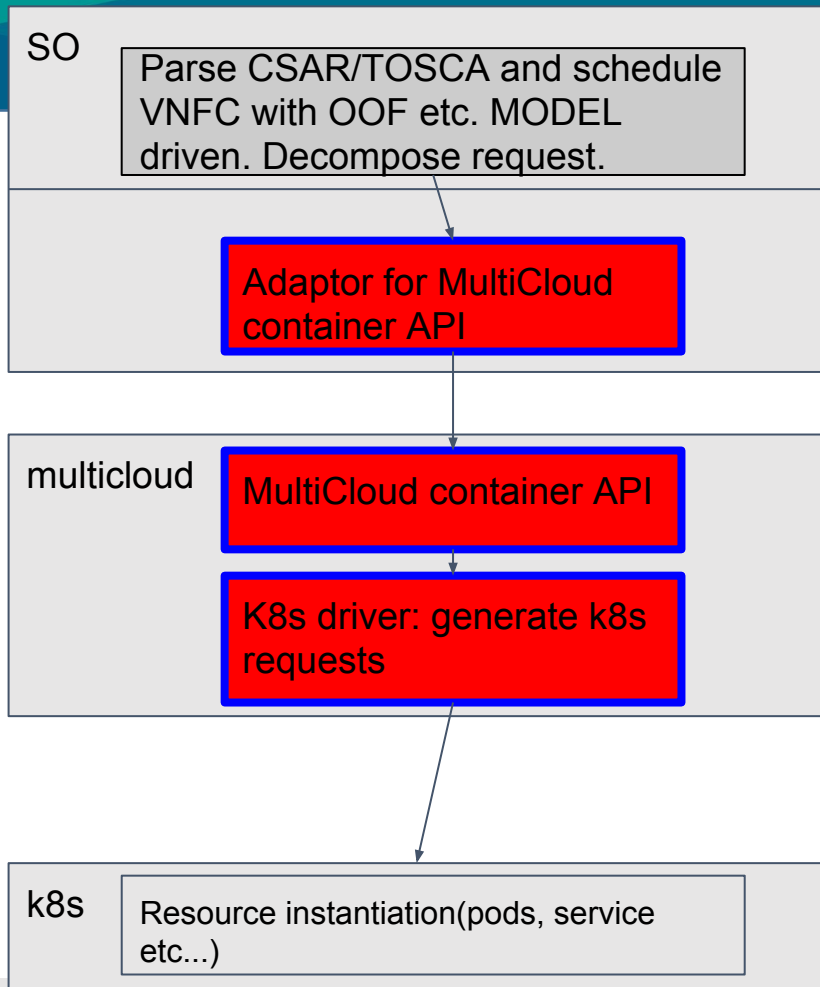 SO
Parse CSAR/TOSCA and schedule
VNFC with OOF etc. MODEL
driven. Decompose request.
Adaptor for MultiCloud
container API
multicloud
MultiCloud container API
K8s driver: generate k8s
requests
k8s
Resource instantiation(pods, service
etc...)